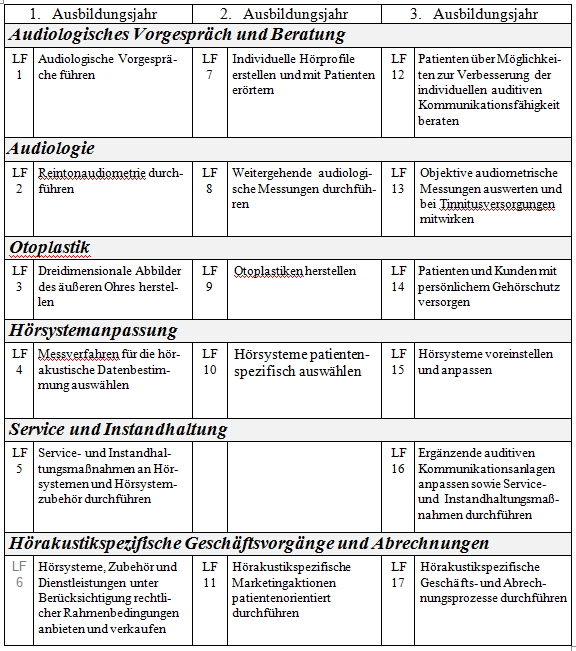 1. Ausbildungsjahr 2. Ausbildungsjahr 3. Ausbildungsjahr
Audiologisches Vorgespräch und Beratung
LF 1
Audiologische Vorgesprä-
che führen
LF 7
Individuelle Hörprofile
erstellen und mit Patienten
erörtern
LF 12
Patienten über Möglichkei-
ten zur Verbesserung der
individuellen auditiven
Kommunikationsfähigkeit
beraten
Audiologie
LF 2
Reintonaudiometrie durch-
führen
LF 8
Weitergehende audiologi-
sche Messungen durchfüh-
ren
LF 13
Objektive audiometrische
Messungen auswerten und
bei Tinnitusversorgungen
mitwirken
Otoplastik
LF 3
Dreidimensionale Abbilder
des äußeren Ohres herstel-
len
LF 9
Otoplastiken herstellen
LF 14
Patienten und Kunden mit
persönlichem Gehörschutz
versorgen
Hörsystemanpassung
LF 4
Messverfahren für die hör-
akustische Datenbestim-
mung auswählen
LF 10
Hörsysteme patienten-
spezifisch auswählen
LF 15
Hörsysteme voreinstellen
und anpassen
Service und Instandhaltung
LF 5
Service- und Instandhal-
tungsmaßnahmen an Hör-
systemen und Hörsystem-
zubehör durchführen
LF 16
Ergänzende auditiven
Kommunikationsanlagen
anpassen sowie Service-
und Instandhaltungsmaß-
nahmen durchführen
Hörakustikspezifische Geschäftsvorgänge und Abrechnungen
LF 6
Hörsysteme, Zubehör und
Dienstleistungen unter
Berücksichtigung rechtli-
cher Rahmenbedingungen
anbieten und verkaufen
LF 11
Hörakustikspezifische
Marketingaktionen
patientenorientiert
durchführen
LF 17
Hörakustikspezifische
Geschäfts- und Abrech-
nungsprozesse durchführen